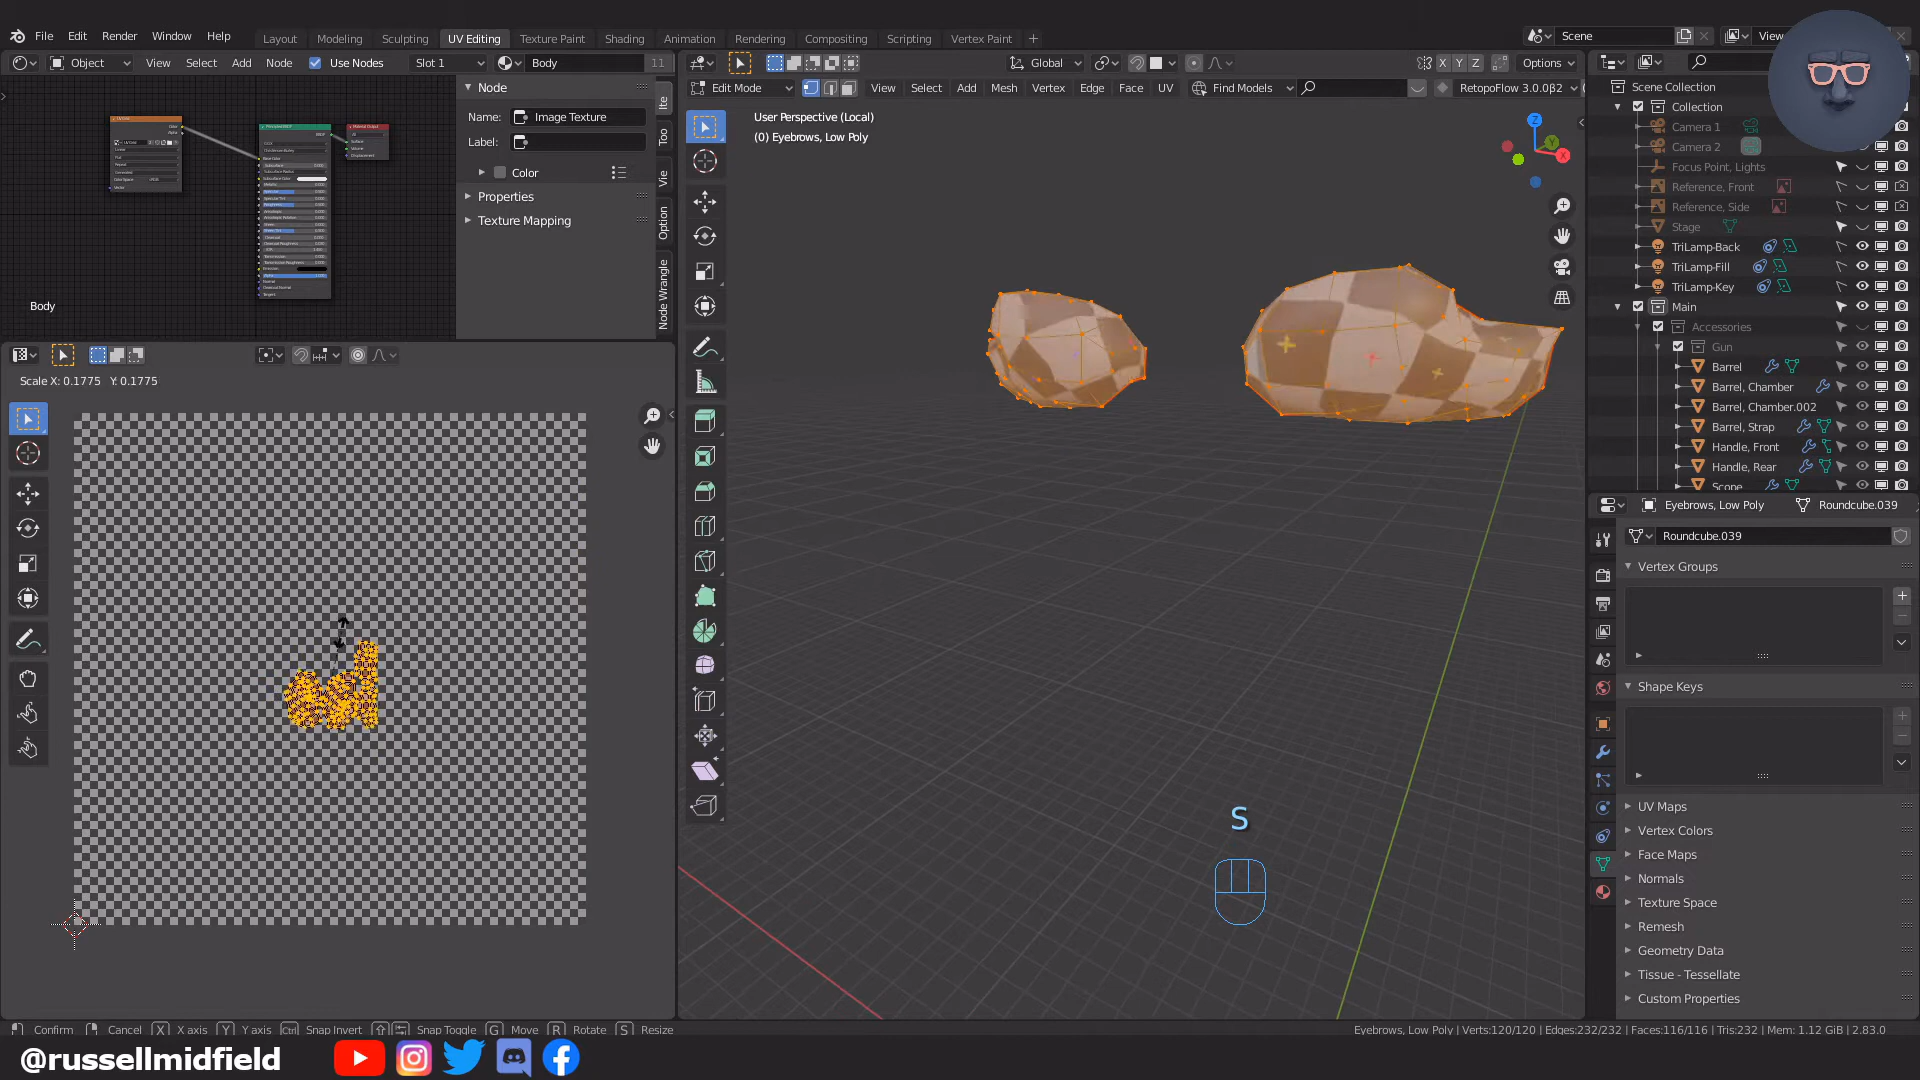 File Edit Render Window Help
Layout Modeling Sculpting UV Editing Texture Paint Shading Animation Rendering Compositing Scripting Vertex Paint +
Scene
View
Object View Select Add Node Use Nodes Slot 1 Body 11
Global X Y Z Options
Edit Mode View Select Add Mesh Vertex Edge Face UV Find Models RetopoFlow 3.0.0β2
Node
Name: Image Texture
Label:
Color
Properties
Texture Mapping
Ite
Too
Vie
Option
Node Wrangle
Body
User Perspective (Local)
(0) Eyebrows, Low Poly
Z
Y
X
Scale X: 0.1775 Y: 0.1775
S
Scene Collection
Collection
Camera 1
Camera 2
Focus Point, Lights
Reference, Front
Reference, Side
Stage
TriLamp-Back
TriLamp-Fill
TriLamp-Key
Main
Accessories
Gun
Barrel
Barrel, Chamber
Barrel, Chamber.002
Barrel, Strap
Handle, Front
Handle, Rear
Scope
Eyebrows, Low Poly Roundcube.039
Roundcube.039
Vertex Groups
Shape Keys
UV Maps
Vertex Colors
Face Maps
Normals
Texture Space
Remesh
Geometry Data
Tissue - Tessellate
Custom Properties
Confirm Cancel X X axis Y Y axis Ctrl Snap Invert Snap Toggle G Move R Rotate S Resize
Eyebrows, Low Poly | Verts:120/120 | Edges:232/232 | Faces:116/116 | Tris:232 | Mem: 1.12 GiB | 2.83.0
@russellmidfield